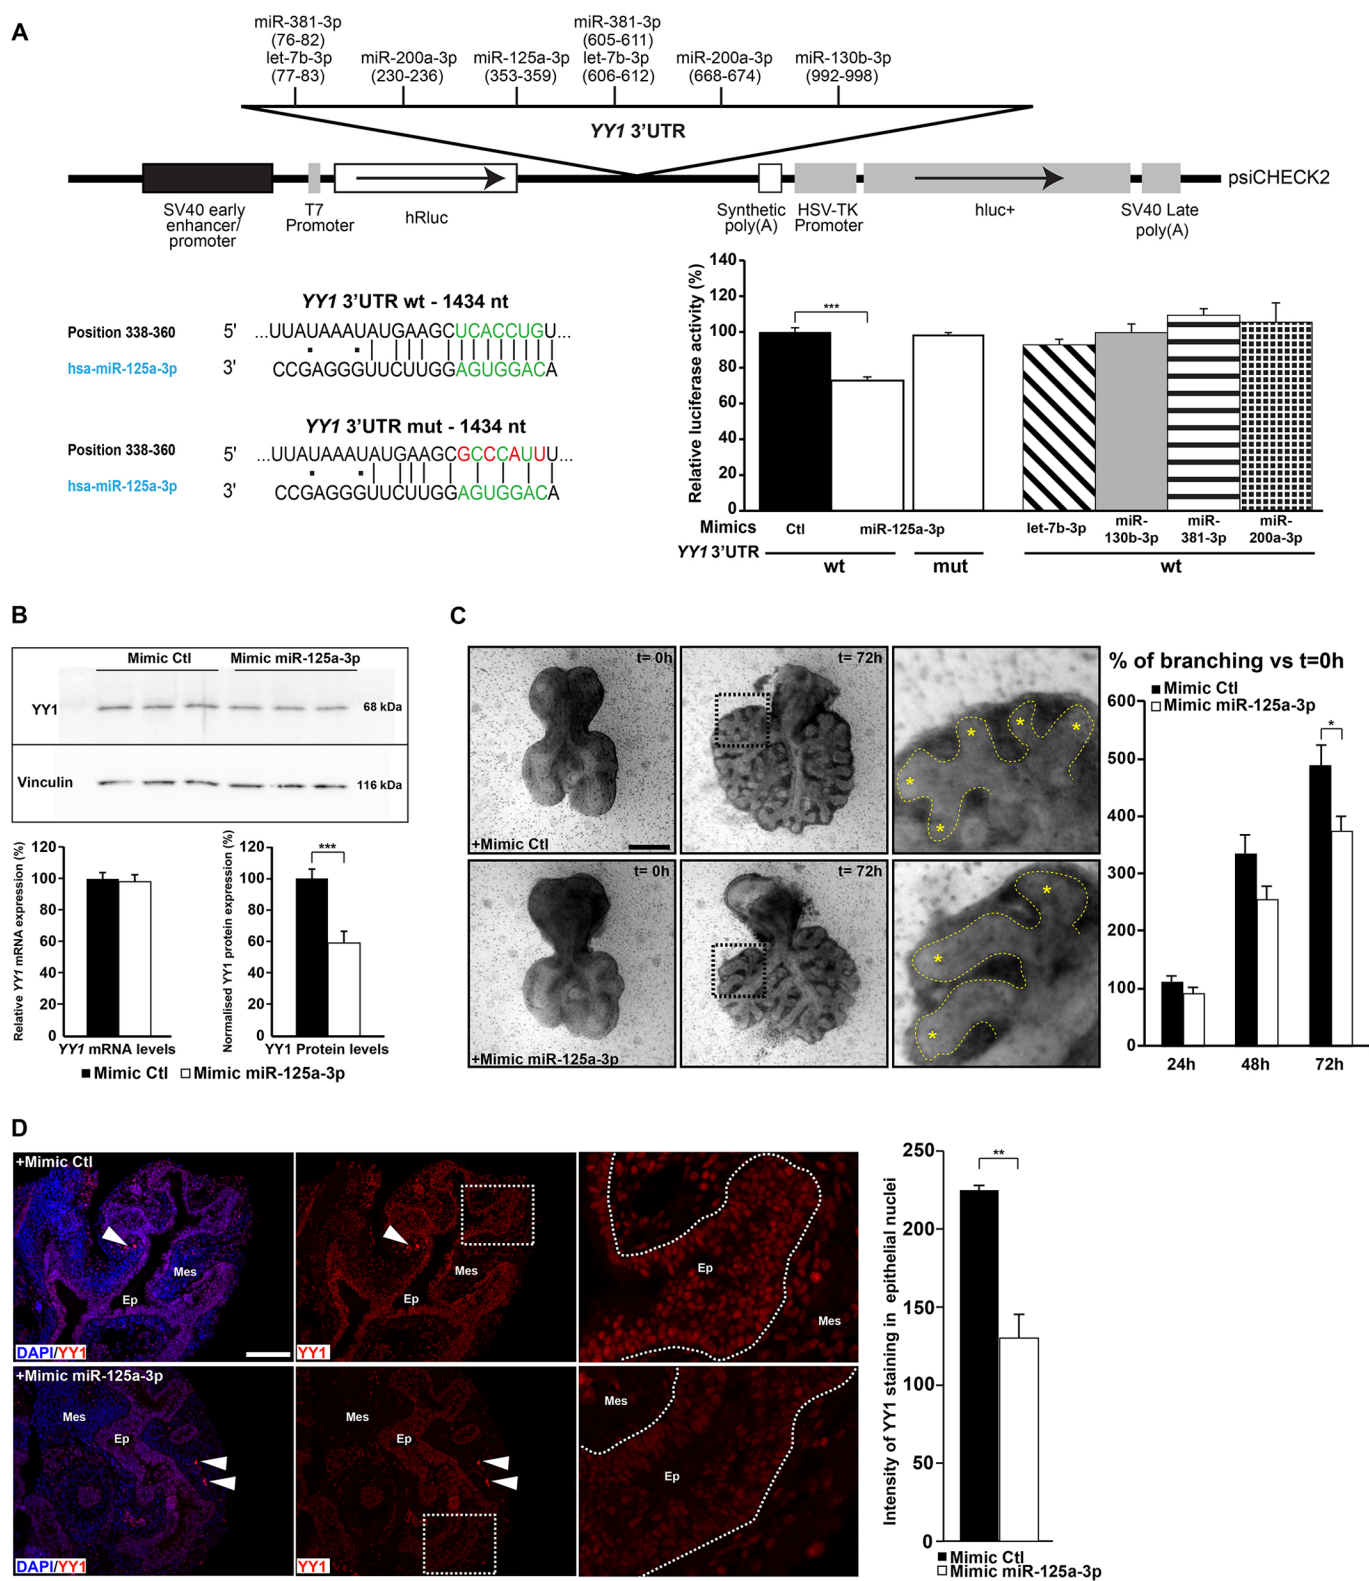 A
miR-381-3p
(76-82)
let-7b-3p
(77-83)
miR-200a-3p
(230-236)
miR-125a-3p
(353-359)
miR-381-3p
(605-611)
let-7b-3p
(606-612)
miR-200a-3p
(668-674)
miR-130b-3p
(992-998)
YY1 3’UTR
psiCHECK2
SV40 early
enhancer/
promoter
T7
Promoter
hRluc
Synthetic
poly(A)
HSV-TK
Promoter
hluc+
SV40 Late
poly(A)
YY1 3’UTR wt - 1434 nt
Position 338-360 5' ...UUAUAAAUAUGAAGCUCACCUGU...
hsa-miR-125a-3p 3' CCGAGGGUUCUUGGAGUGGACA
YY1 3’UTR mut - 1434 nt
Position 338-360 5' ...UUAUAAAUAUGAAGCGCCCAUUU...
hsa-miR-125a-3p 3' CCGAGGGUUCUUGGAGUGGACA
Relative luciferase activity (%)
140
120
100
80
60
40
20
0
***
Mimics Ctl miR-125a-3p let-7b-3p miR-130b-3p miR-381-3p miR-200a-3p
YY1 3’UTR wt mut wt
B
Mimic Ctl Mimic miR-125a-3p
YY1 68 kDa
Vinculin 116 kDa
Relative YY1 mRNA expression (%)
120
100
80
60
40
20
0
YY1 mRNA levels
Normalised YY1 protein expression (%)
120
100
80
60
40
20
0
***
YY1 Protein levels
Mimic Ctl Mimic miR-125a-3p
C
t= 0h
+Mimic Ctl
t= 72h
* * * * *
t= 0h
+Mimic miR-125a-3p
t= 72h
* * *
% of branching vs t=0h
Mimic Ctl
Mimic miR-125a-3p
600
500
400
300
200
100
0
*
24h 48h 72h
D
+Mimic Ctl
Mes
Ep
DAPI/YY1
Mes
Ep
YY1
Ep
Mes
+Mimic miR-125a-3p
Mes
Ep
DAPI/YY1
Mes
Ep
YY1
Mes
Ep
Intensity of YY1 staining in epithelial nuclei
250
225
200
150
125
100
50
0
**
Mimic Ctl
Mimic miR-125a-3p